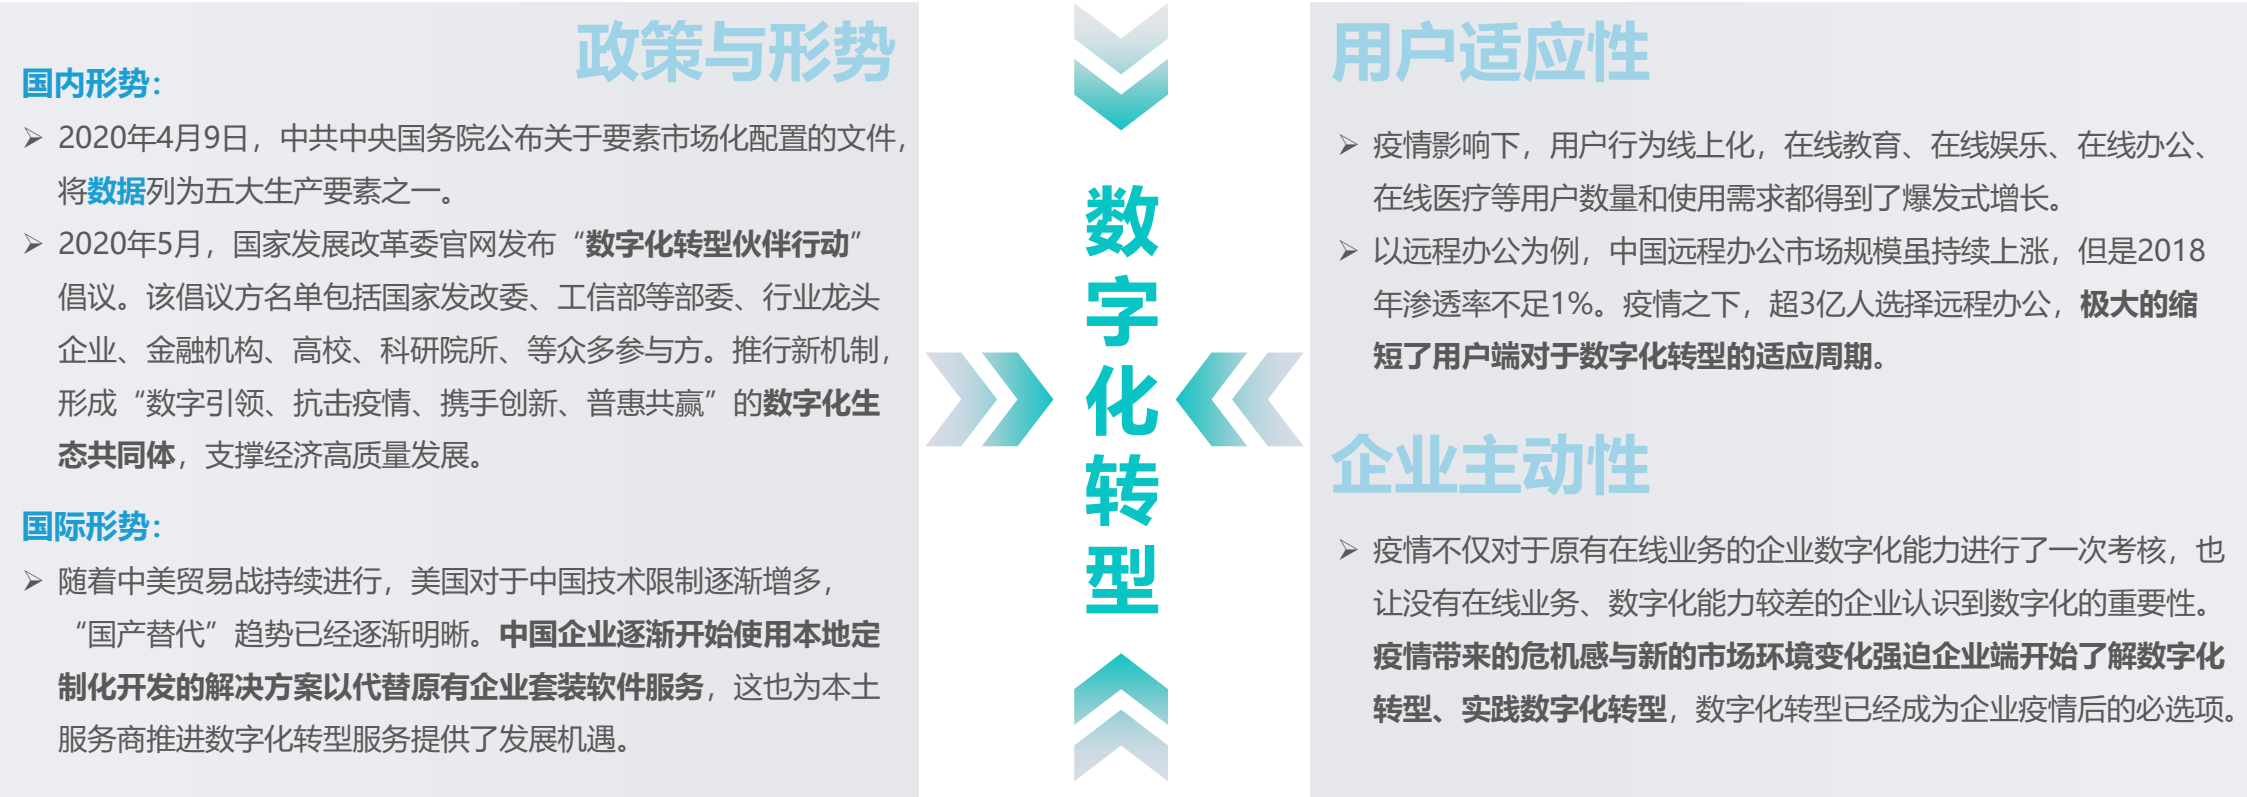 政策与形势
国内形势：
2020年4月9日，中共中央国务院公布关于要素市场化配置的文件，
将数据列为五大生产要素之一。
2020年5月，国家发展改革委官网发布“数字化转型伙伴行动”
倡议。该倡议方名单包括国家发改委、工信部等部委、行业龙头
企业、金融机构、高校、科研院所、等众多参与方。推行新机制，
形成“数字引领、抗击疫情、携手创新、普惠共赢”的数字化生
态共同体，支撑经济高质量发展。
国际形势：
随着中美贸易战持续进行，美国对于中国技术限制逐渐增多，
“国产替代”趋势已经逐渐明晰。中国企业逐渐开始使用本地定
制化开发的解决方案以代替原有企业套装软件服务，这也为本土
服务商推进数字化转型服务提供了发展机遇。
数
字
化
转
型
用户适应性
疫情影响下，用户行为线上化，在线教育、在线娱乐、在线办公、
在线医疗等用户数量和使用需求都得到了爆发式增长。
以远程办公为例，中国远程办公市场规模虽持续上涨，但是2018
年渗透率不足1%。疫情之下，超3亿人选择远程办公，极大的缩
短了用户端对于数字化转型的适应周期。
企业主动性
疫情不仅对于原有在线业务的企业数字化能力进行了一次考核，也
让没有在线业务、数字化能力较差的企业认识到数字化的重要性。
疫情带来的危机感与新的市场环境变化强迫企业端开始了解数字化
转型、实践数字化转型，数字化转型已经成为企业疫情后的必选项。